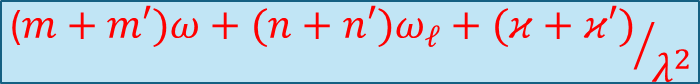 (m + m′)ω + (n + n′)ωℓ + (ϰ + ϰ′)/λ²